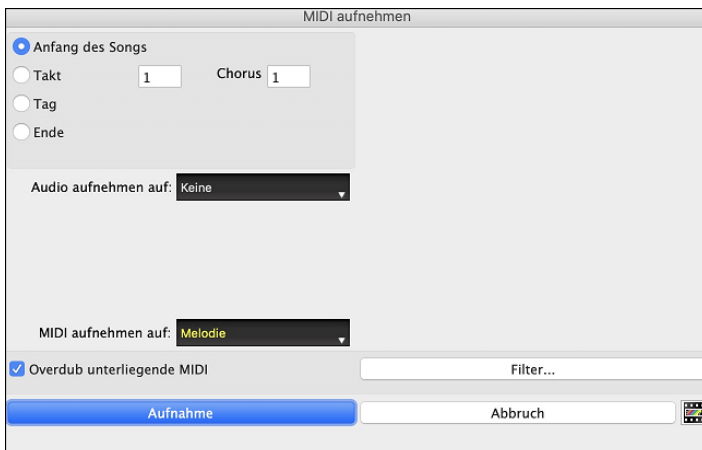 MIDI aufnehmen
Anfang des Songs
Takt 1 Chorus 1
Tag
Ende
Audio aufnehmen auf: Keine
MIDI aufnehmen auf: Melodie
Overdub unterliegende MIDI Filter...
Aufnahme Abbruch